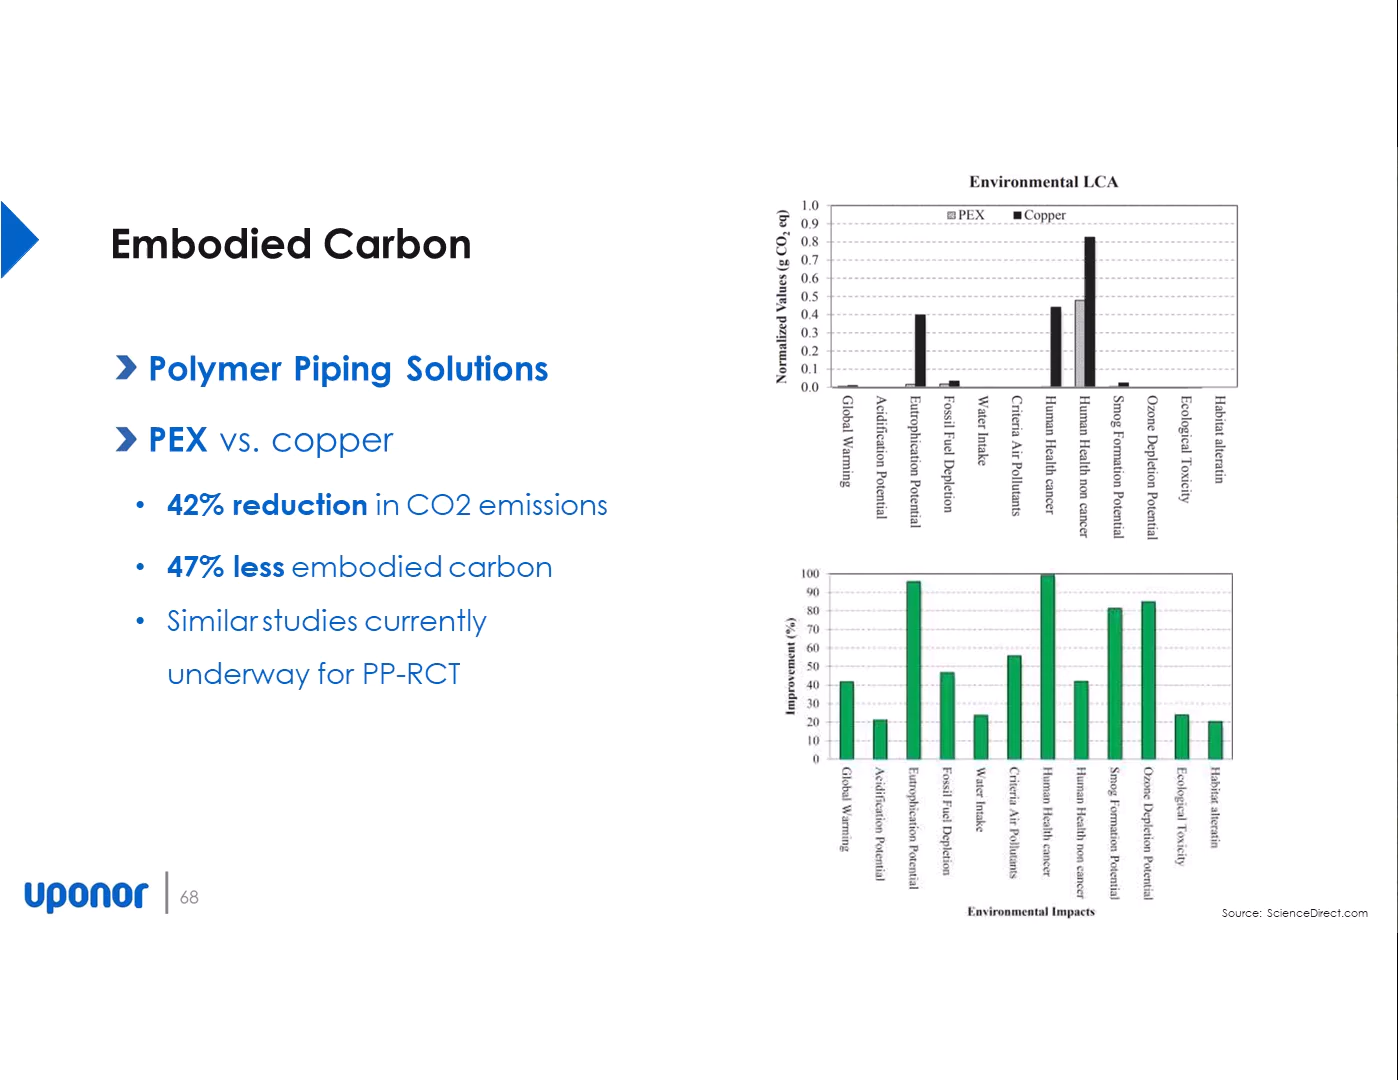 Embodied Carbon
Polymer Piping Solutions
PEX vs. copper
• 42% reduction in CO2 emissions
• 47% less embodied carbon
• Similar studies currently
underway for PP-RCT
uponor
68
Environmental LCA
PEX
Copper
Normalized Values (g CO2 eq)
1.0
0.9
0.8
0.7
0.6
0.5
0.4
0.3
0.2
0.1
0.0
Global Warming
Acidification Potential
Eutrophication Potential
Fossil Fuel Depletion
Water Intake
Criteria Air Pollutants
Human Health cancer
Human Health non cancer
Smog Formation Potential
Ozone Depletion Potential
Ecological Toxicity
Habitat alteratin
Improvement (%)
100
90
80
70
60
50
40
30
20
10
0
Global Warming
Acidification Potential
Eutrophication Potential
Fossil Fuel Depletion
Water Intake
Criteria Air Pollutants
Human Health cancer
Human Health non cancer
Smog Formation Potential
Ozone Depletion Potential
Ecological Toxicity
Habitat alteratin
Environmental Impacts
Source: ScienceDirect.com